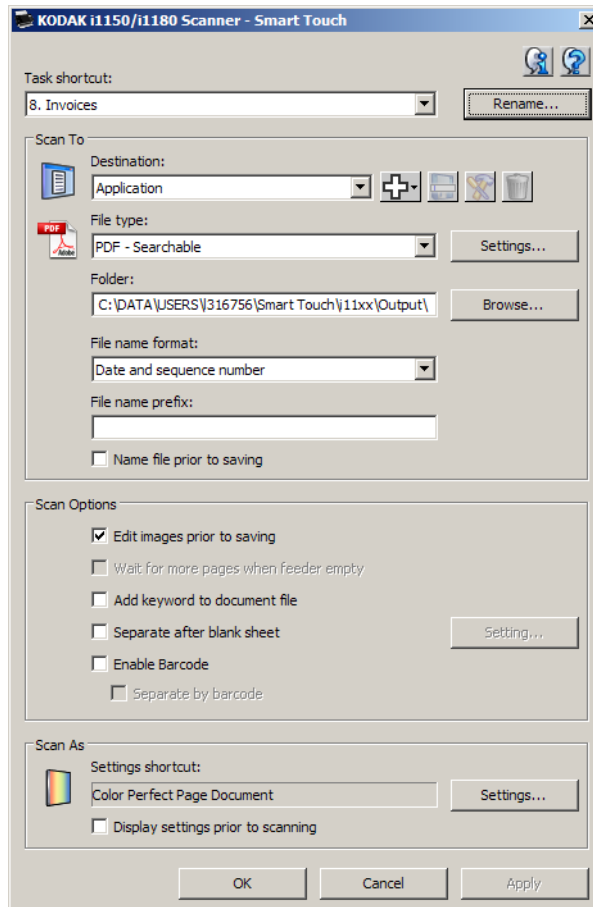 KODAK i1150/i1180 Scanner - Smart Touch
Task shortcut:
8. Invoices
Rename...
Scan To
Destination:
Application
PDF
Adobe
File type:
PDF - Searchable
Settings...
Folder:
C:\DATA\USERS\l316756\Smart Touch\i11xx\Output\
Browse...
File name format:
Date and sequence number
File name prefix:
Name file prior to saving
Scan Options
Edit images prior to saving
Wait for more pages when feeder empty
Add keyword to document file
Separate after blank sheet
Setting...
Enable Barcode
Separate by barcode
Scan As
Settings shortcut:
Color Perfect Page Document
Settings...
Display settings prior to scanning
OK
Cancel
Apply